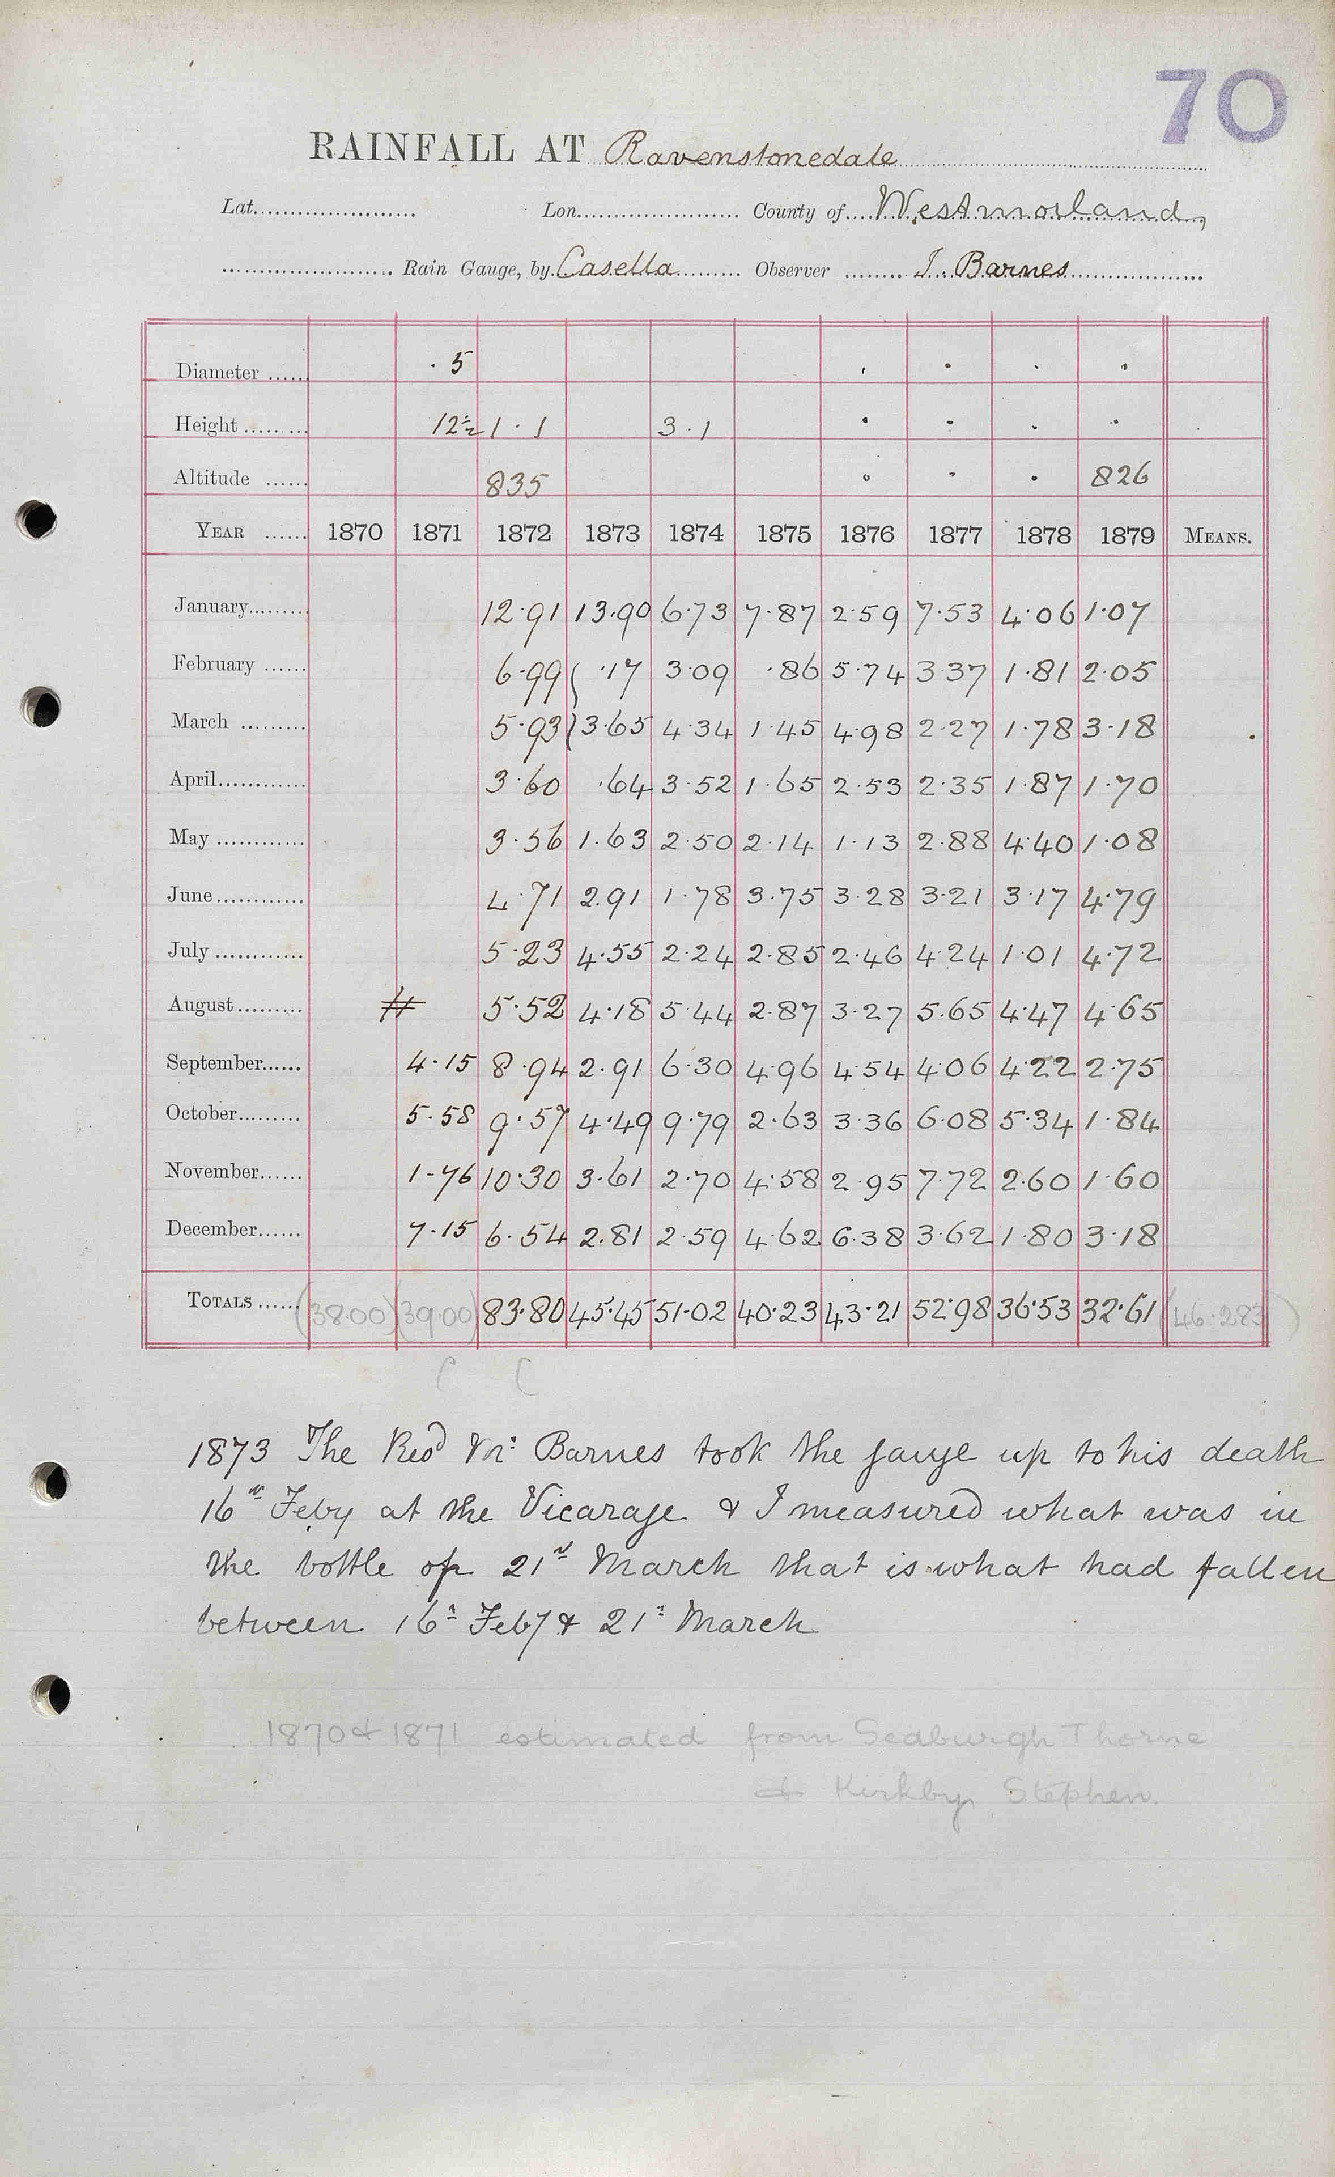 70
RAINFALL AT Ravenstonedale
Lat. Lon. County of Westmorland,
Rain Gauge, by Casella Observer J. Barnes
Diameter . 5 . . . .
Height 12½ 1 . 1 3 . 1 . . . .
Altitude 835 . . . 826
YEAR 1870 1871 1872 1873 1874 1875 1876 1877 1878 1879 MEANS.
January 12.91 13.90 6.73 7.87 2.59 7.53 4.06 1.07
February 6.99 ( .17 3.09 .86 5.74 3.37 1.81 2.05
March 5.93 ) 3.65 4.34 1.45 4.98 2.27 1.78 3.18
April 3.60 .64 3.52 1.65 2.53 2.35 1.87 1.70
May 3.56 1.63 2.50 2.14 1.13 2.88 4.40 1.08
June 4.71 2.91 1.78 3.75 3.28 3.21 3.17 4.79
July 5.23 4.55 2.24 2.85 2.46 4.24 1.01 4.72
August # 5.52 4.18 5.44 2.87 3.27 5.65 4.47 4.65
September 4.15 8.94 2.91 6.30 4.96 4.54 4.06 4.22 2.75
October 5.58 9.57 4.49 9.79 2.63 3.36 6.08 5.34 1.84
November 1.76 10.30 3.61 2.70 4.58 2.95 7.72 2.60 1.60
December 7.15 6.54 2.81 2.59 4.62 6.38 3.62 1.80 3.18
TOTALS (38.00) (39.00) 83.80 45.45 51.02 40.23 43.21 52.98 36.53 32.61 (46.283)
1873 The Revd Mr. Barnes took the gauge up to his death
16th Feby at the Vicarage & I measured what was in
the bottle op 21st March that is what had fallen
between 16th Feby & 21st March
1870 & 1871 estimated from Sedburgh Thorne
& Kirkby Stephen.